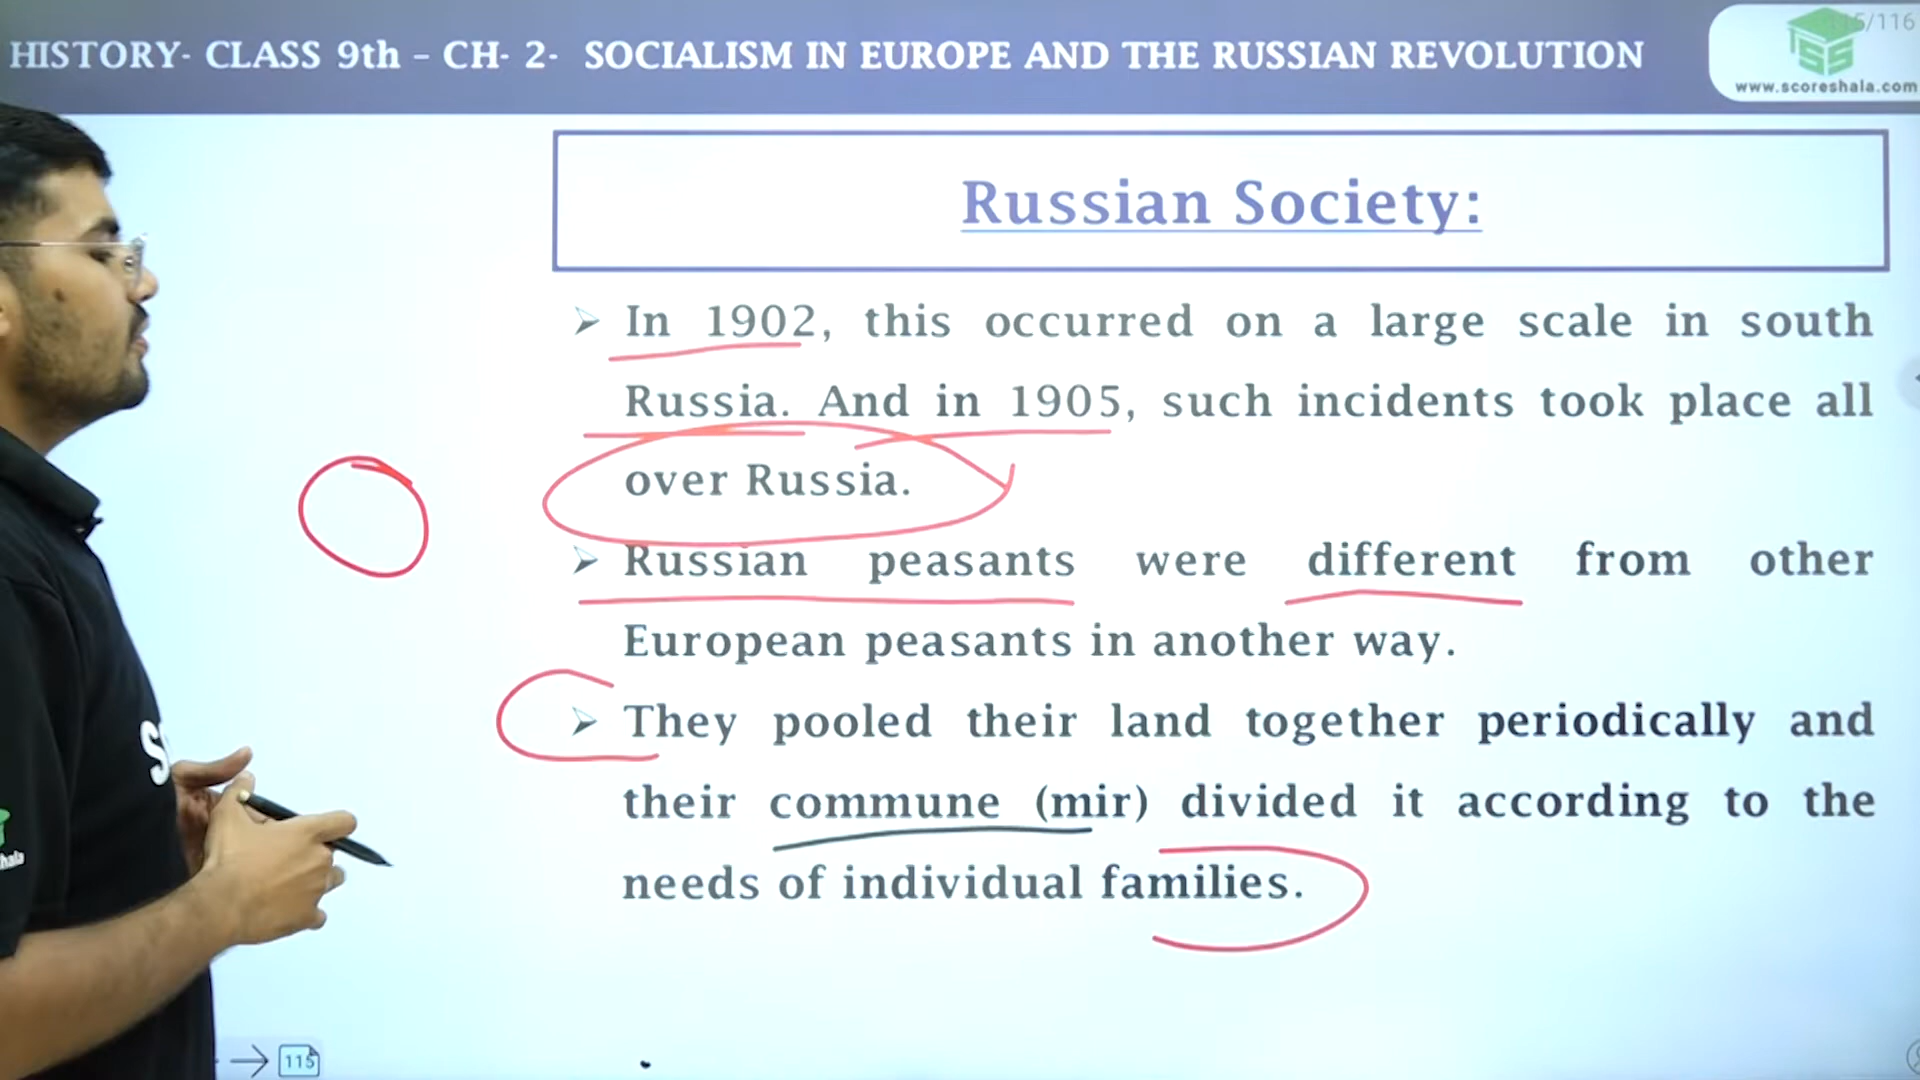 HISTORY- CLASS 9th – CH- 2- SOCIALISM IN EUROPE AND THE RUSSIAN REVOLUTION
5/116
www.scoreshala.com
Russian Society:
➢ In 1902, this occurred on a large scale in south
Russia. And in 1905, such incidents took place all
over Russia.
➢ Russian peasants were different from other
European peasants in another way.
➢ They pooled their land together periodically and
their commune (mir) divided it according to the
needs of individual families.
115